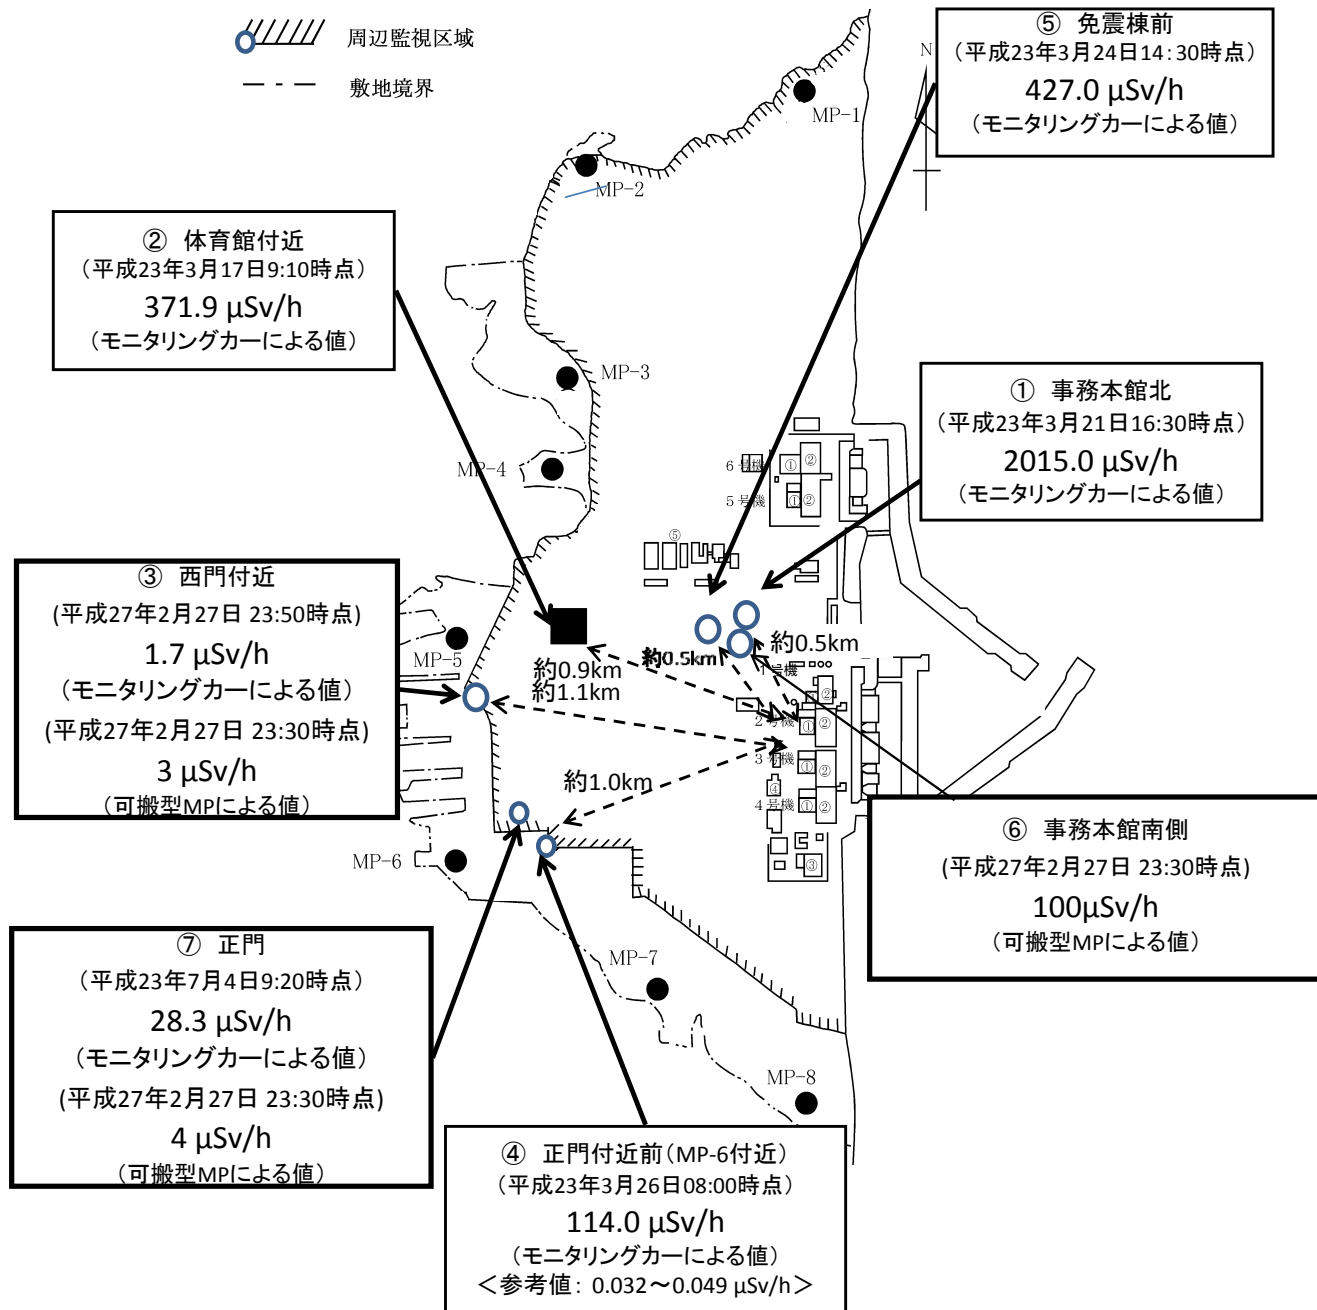 周辺監視区域
敷地境界
⑤ 免震棟前
（平成23年3月24日14:30時点）
427.0 μSv/h
（モニタリングカーによる値）
N
MP-1
MP-2
② 体育館付近
（平成23年3月17日9:10時点）
371.9 μSv/h
（モニタリングカーによる値）
MP-3
① 事務本館北
（平成23年3月21日16:30時点）
2015.0 μSv/h
（モニタリングカーによる値）
MP-4
6号機
①
②
5号機
①
②
⑤
③ 西門付近
(平成27年2月27日 23:50時点)
1.7 μSv/h
（モニタリングカーによる値）
(平成27年2月27日 23:30時点)
3 μSv/h
（可搬型MPによる値）
MP-5
約0.9km
約1.1km
約0.5km
約0.5km
1号機
②
2号機
①
②
3号機
①
②
④
4号機
①
②
③
約1.0km
MP-6
⑥ 事務本館南側
(平成27年2月27日 23:30時点)
100μSv/h
（可搬型MPによる値）
⑦ 正門
（平成23年7月4日9:20時点）
28.3 μSv/h
（モニタリングカーによる値）
(平成27年2月27日 23:30時点)
4 μSv/h
（可搬型MPによる値）
MP-7
MP-8
④ 正門付近前（MP-6付近）
（平成23年3月26日08:00時点）
114.0 μSv/h
（モニタリングカーによる値）
＜参考値: 0.032～0.049 μSv/h＞